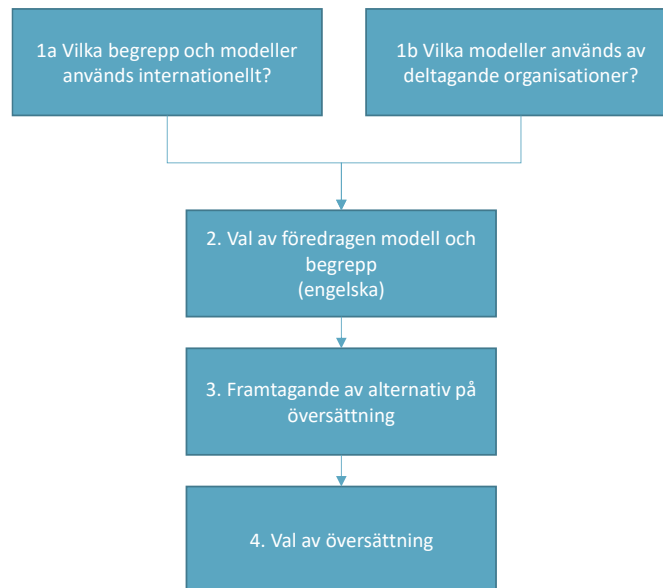 1a Vilka begrepp och modeller
används internationellt?
1b Vilka modeller används av
deltagande organisationer?
2. Val av föredragen modell och
begrepp
(engelska)
3. Framtagande av alternativ på
översättning
4. Val av översättning